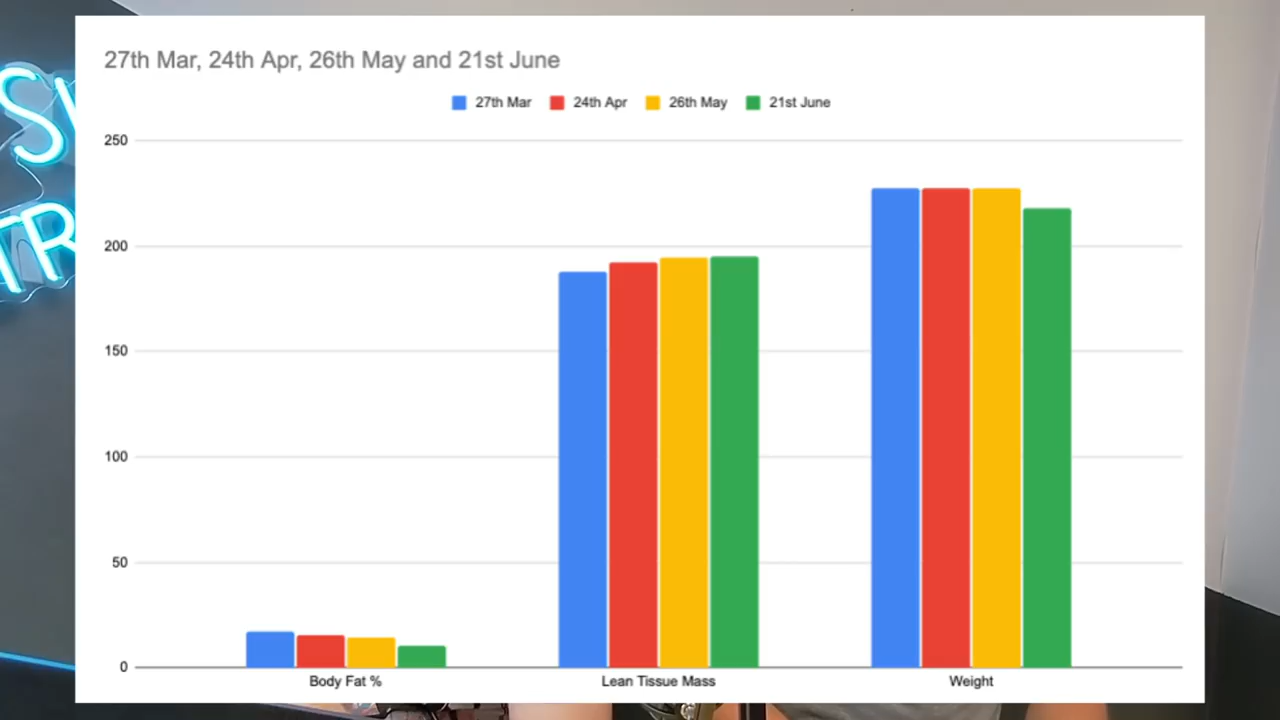 27th Mar, 24th Apr, 26th May and 21st June
27th Mar 24th Apr 26th May 21st June
250
200
150
100
50
0
Body Fat % Lean Tissue Mass Weight
TR